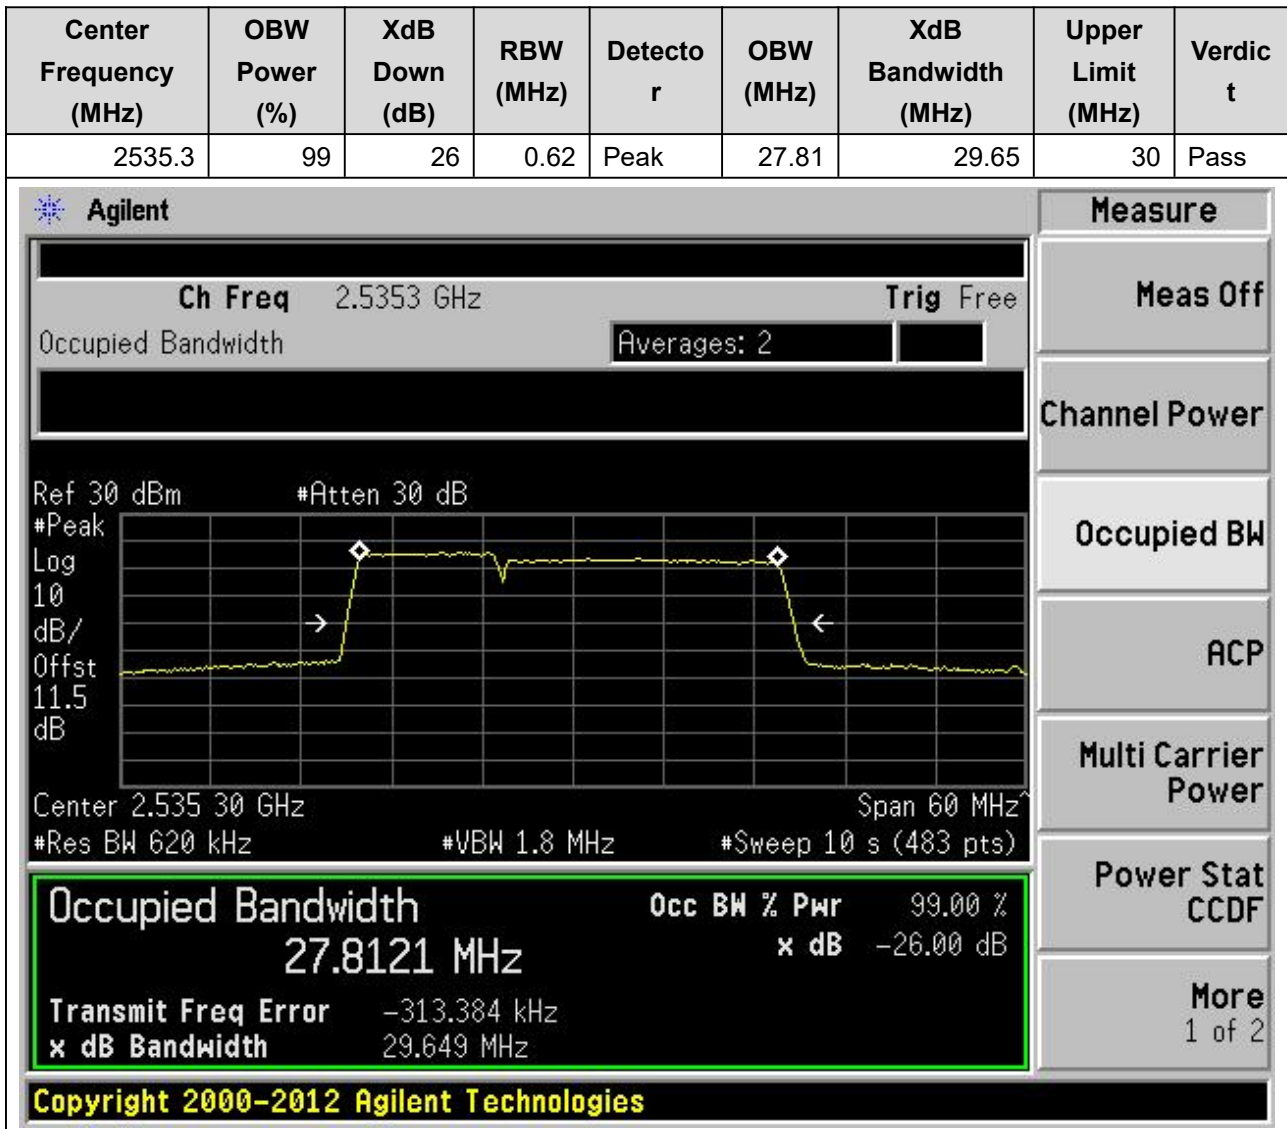 Center Frequency (MHz) OBW Power (%) XdB Down (dB) RBW (MHz) Detecto r OBW (MHz) XdB Bandwidth (MHz) Upper Limit (MHz) Verdic t
2535.3 99 26 0.62 Peak 27.81 29.65 30 Pass
Agilent
Measure
Ch Freq 2.5353 GHz Trig Free
Meas Off
Occupied Bandwidth Averages: 2
Channel Power
Ref 30 dBm #Atten 30 dB
#Peak
Log
10
dB/
Offst
11.5
dB
Occupied BW
ACP
Center 2.535 30 GHz Span 60 MHz^
#Res BW 620 kHz #VBW 1.8 MHz #Sweep 10 s (483 pts)
Multi Carrier
Power
Occupied Bandwidth Occ BW % Pwr 99.00 %
27.8121 MHz x dB -26.00 dB
Power Stat
CCDF
Transmit Freq Error -313.384 kHz
x dB Bandwidth 29.649 MHz
More
1 of 2
Copyright 2000-2012 Agilent Technologies